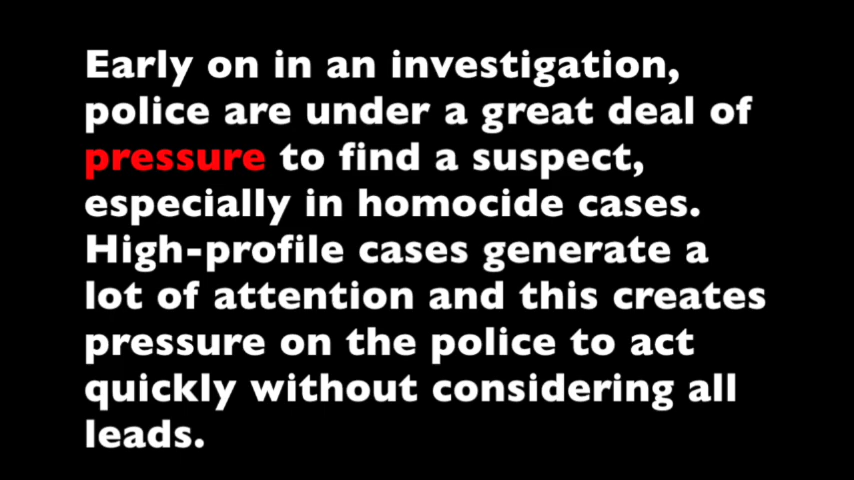 Early on in an investigation,
police are under a great deal of
pressure to find a suspect,
especially in homocide cases.
High-profile cases generate a
lot of attention and this creates
pressure on the police to act
quickly without considering all
leads.